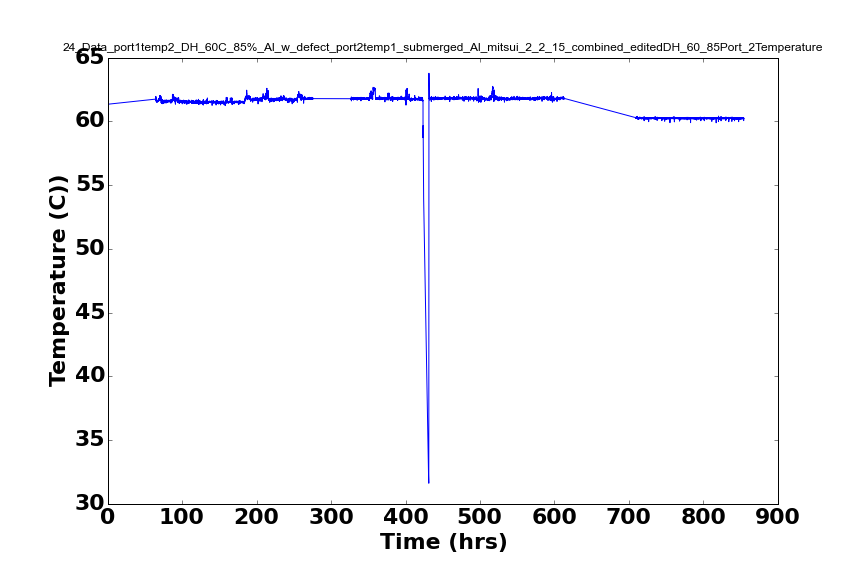 24_Data_port1temp2_DH_60C_85%_Al_w_defect_port2temp1_submerged_Al_mitsui_2_2_15_combined_editedDH_60_85Port_2Temperature
65
60
55
50
45
40
35
30
Temperature (C))
0 100 200 300 400 500 600 700 800 900
Time (hrs)